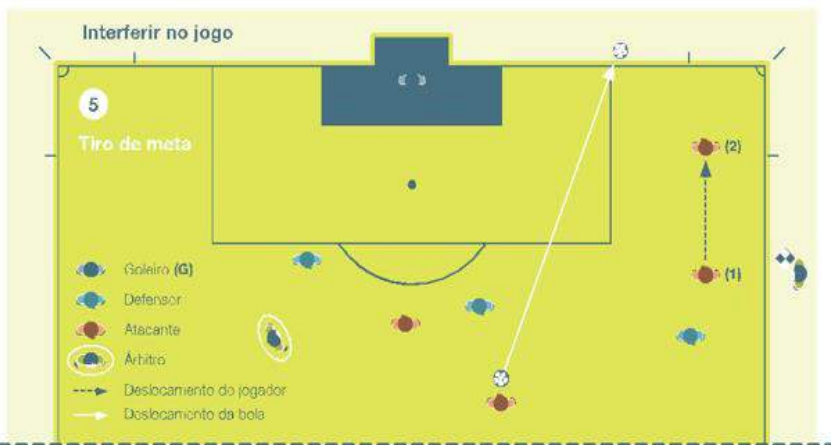 Interferir no jogo
5
Tiro de meta
(2)
(1)
Goleiro (G)
Defensor
Atacante
Árbitro
Deslocamento do jogador
Deslocamento da bola